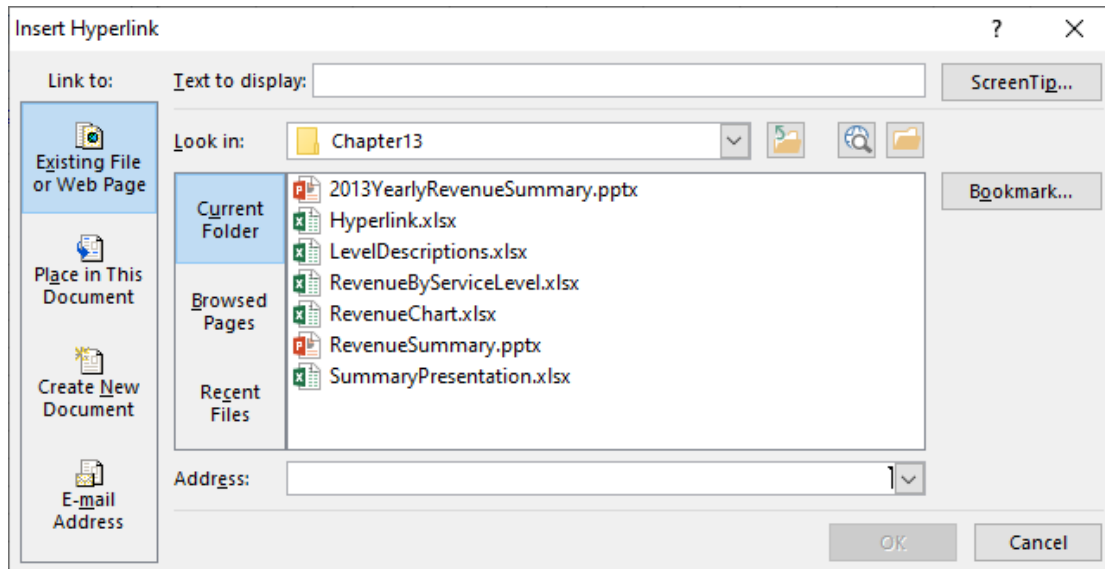 Insert Hyperlink
?
Link to:
Text to display:
ScreenTip...
Existing File
or Web Page
Look in:
Chapter13
Current
Folder
2013YearlyRevenueSummary.pptx
Hyperlink.xlsx
LevelDescriptions.xlsx
RevenueByServiceLevel.xlsx
RevenueChart.xlsx
RevenueSummary.pptx
SummaryPresentation.xlsx
Bookmark...
Place in This
Document
Browsed
Pages
Create New
Document
Recent
Files
E-mail
Address
Address:
OK
Cancel